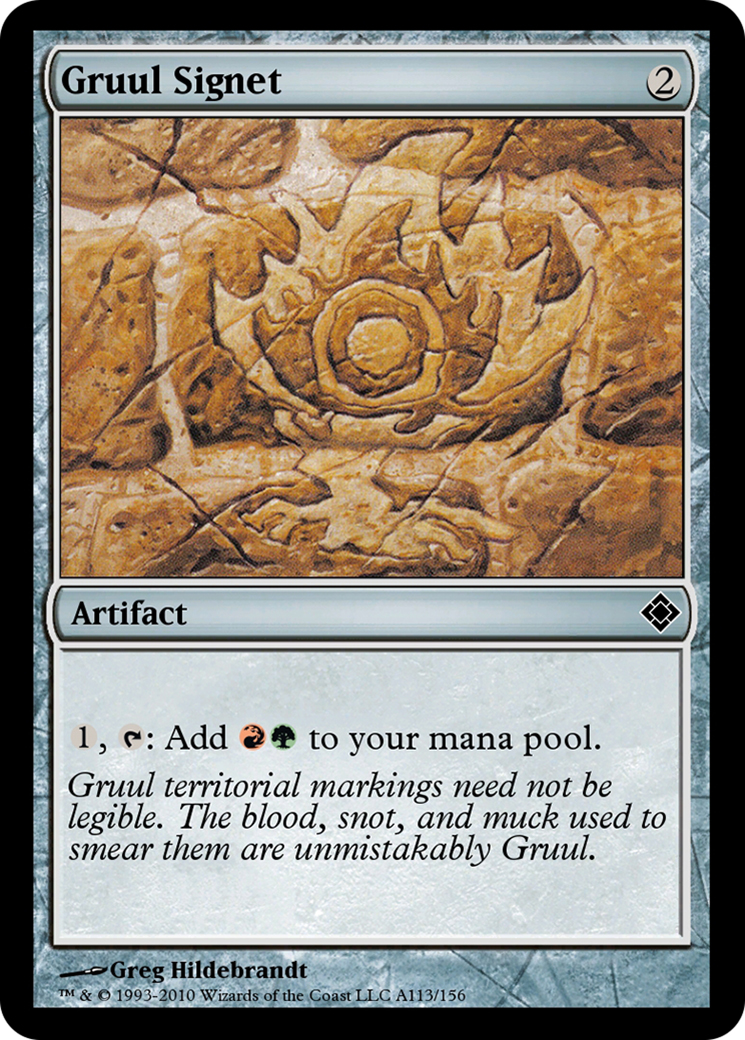 Gruul Signet 2
Artifact
1, : Add to your mana pool.
Gruul territorial markings need not be
legible. The blood, snot, and muck used to
smear them are unmistakably Gruul.
Greg Hildebrandt
™ & © 1993-2010 Wizards of the Coast LLC A113/156